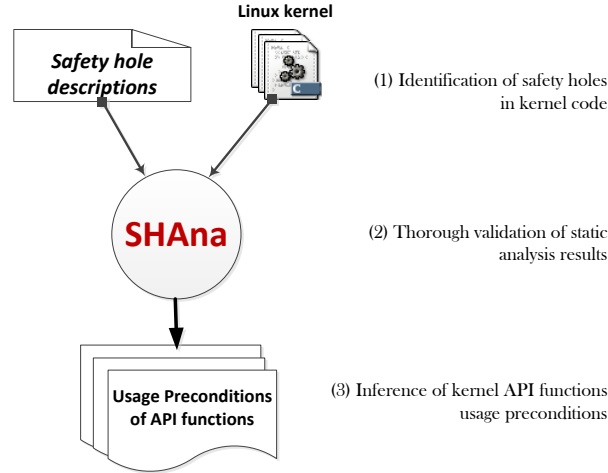 Linux kernel
Safety hole
descriptions
C
(1) Identification of safety holes
in kernel code
SHAna
(2) Thorough validation of static
analysis results
Usage Preconditions
of API functions
(3) Inference of kernel API functions
usage preconditions